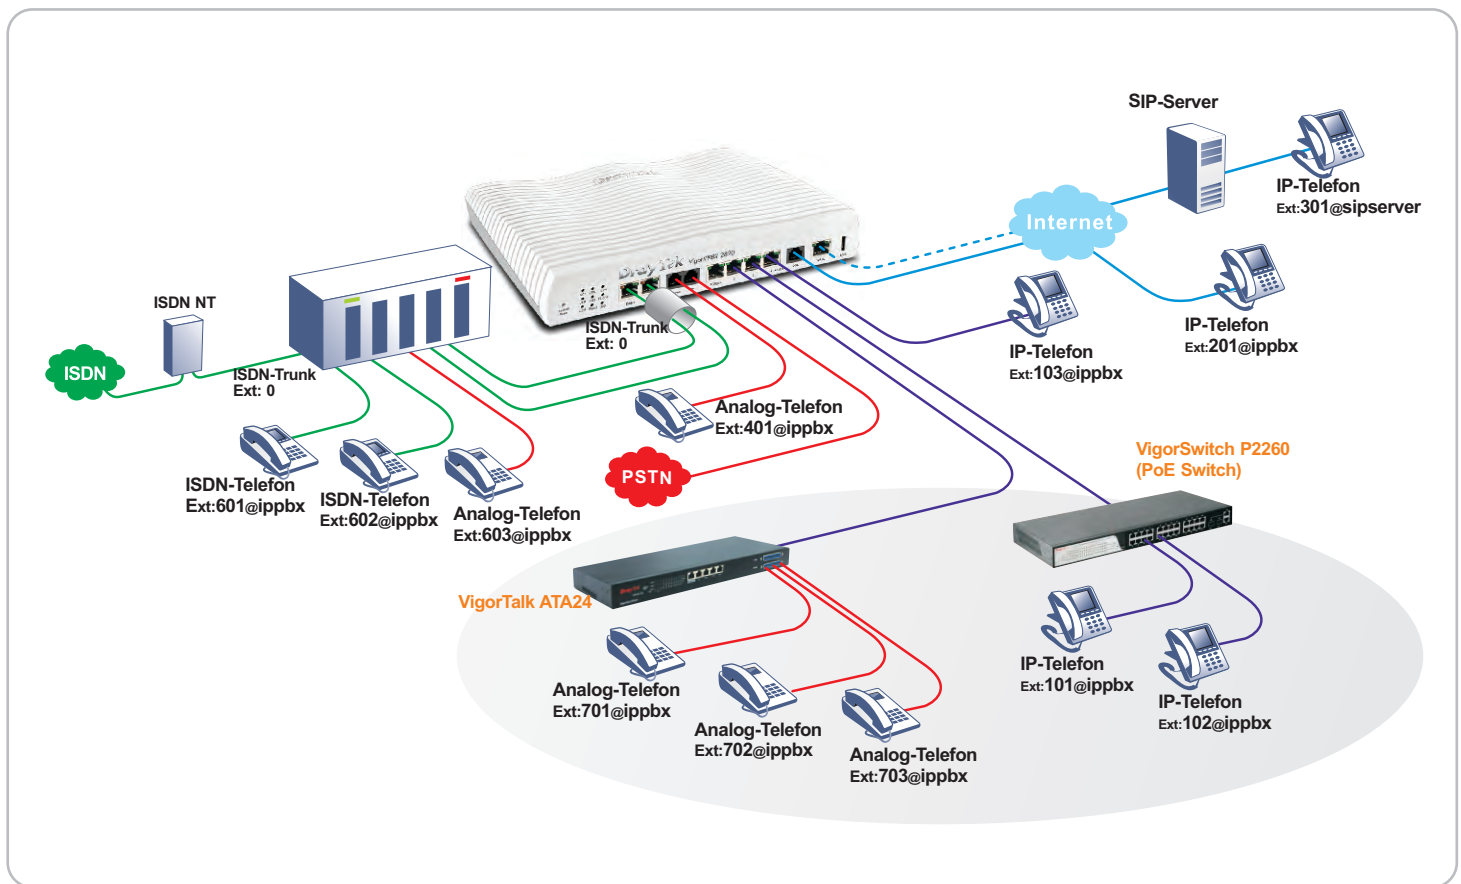 SIP-Server
IP-Telefon
Ext:301@sipserver
Internet
DrayTek
IP-Telefon
Ext:201@ippbx
IP-Telefon
Ext:103@ippbx
ISDN NT
ISDN
ISDN-Trunk
Ext: 0
ISDN-Trunk
Ext: 0
Analog-Telefon
Ext:401@ippbx
PSTN
ISDN-Telefon
Ext:601@ippbx
ISDN-Telefon
Ext:602@ippbx
Analog-Telefon
Ext:603@ippbx
VigorSwitch P2260
(PoE Switch)
VigorTalk ATA24
Analog-Telefon
Ext:701@ippbx
Analog-Telefon
Ext:702@ippbx
Analog-Telefon
Ext:703@ippbx
IP-Telefon
Ext:101@ippbx
IP-Telefon
Ext:102@ippbx